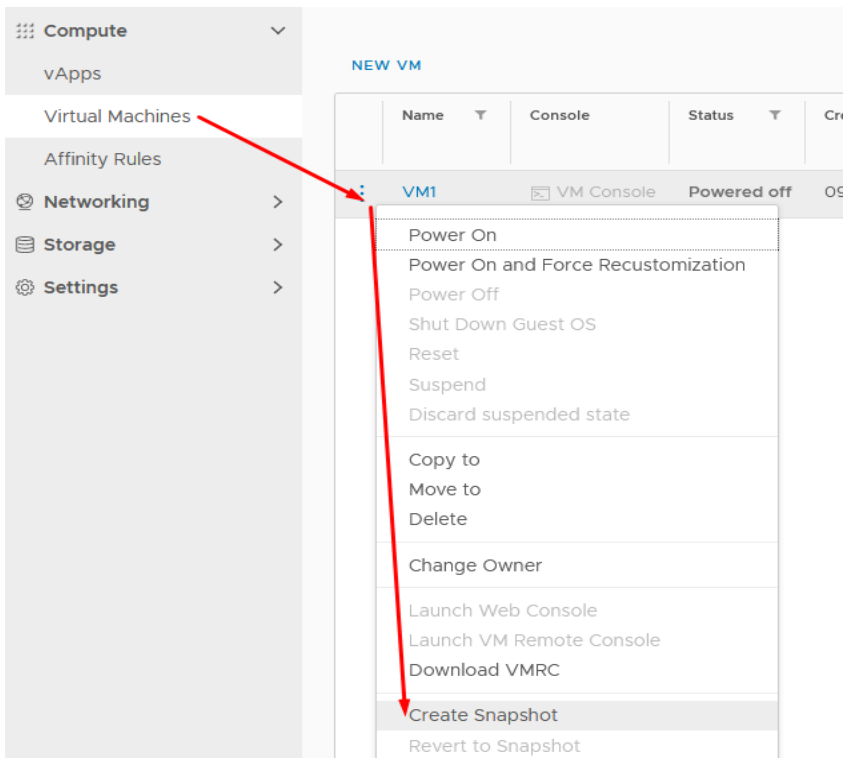 Compute
vApps
Virtual Machines
Affinity Rules
Networking
Storage
Settings
NEW VM
Name Console Status Cre
VM1 VM Console Powered off 09
Power On
Power On and Force Recustomization
Power Off
Shut Down Guest OS
Reset
Suspend
Discard suspended state
Copy to
Move to
Delete
Change Owner
Launch Web Console
Launch VM Remote Console
Download VMRC
Create Snapshot
Revert to Snapshot